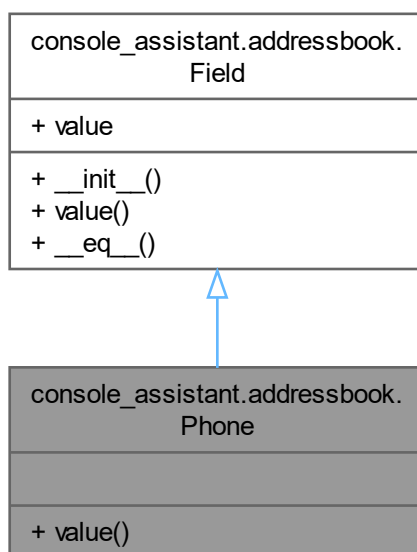 console_assistant.addressbook.
Field
+ value
+ __init__()
+ value()
+ __eq__()
console_assistant.addressbook.
Phone
+ value()